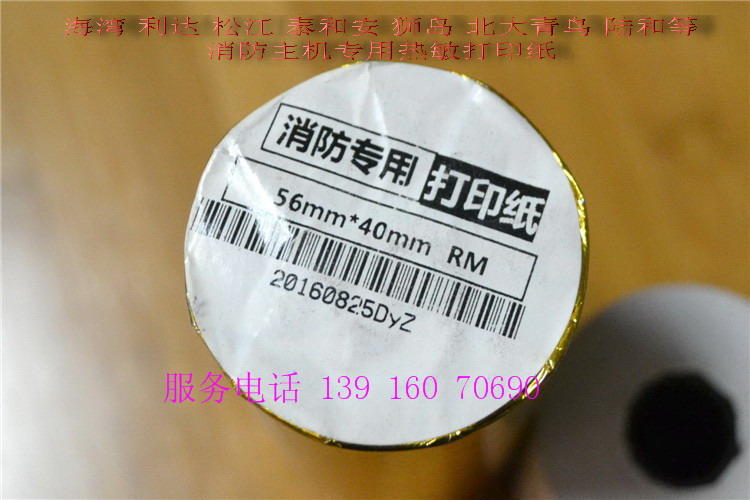 海湾 利达 松江 泰和安 狮岛 北大青鸟 陆和等
消防主机专用热敏打印纸
消防专用 打印纸
56mm*40mm RM
20160825DyZ
服务电话 139 160 70690